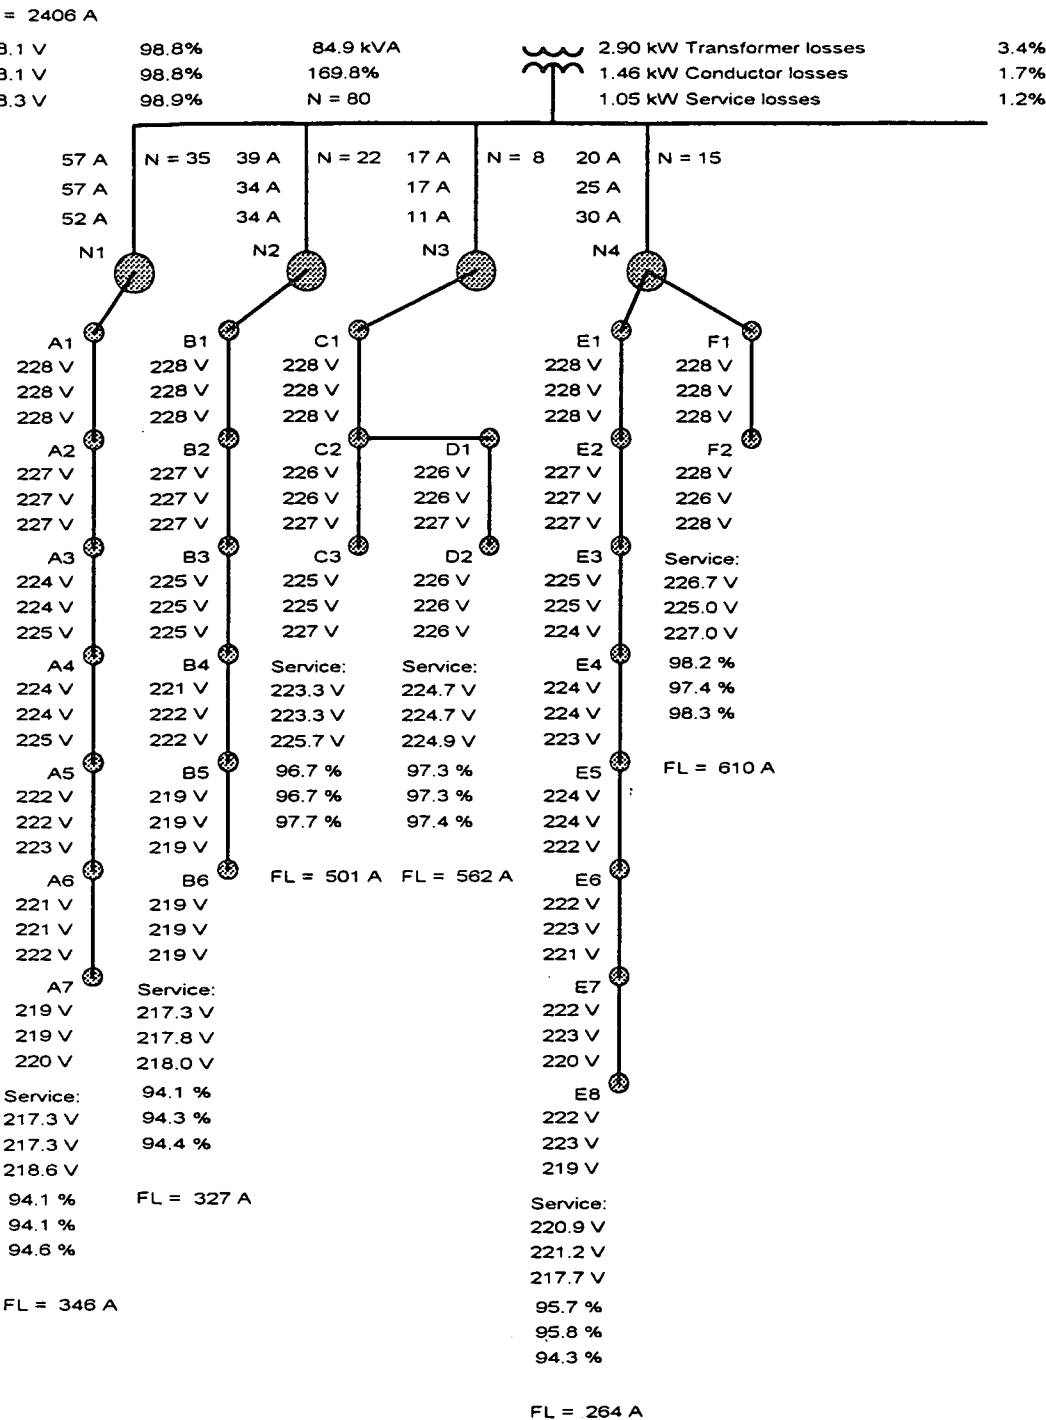 = 2406 A
8.1 V 98.8% 84.9 kVA 2.90 kW Transformer losses 3.4%
8.1 V 98.8% 169.8% 1.46 kW Conductor losses 1.7%
8.3 V 98.9% N = 80 1.05 kW Service losses 1.2%
57 A N = 35 39 A N = 22 17 A N = 8 20 A N = 15
57 A 34 A 17 A 25 A
52 A 34 A 11 A 30 A
N1 N2 N3 N4
A1 B1 C1 E1 F1
228 V 228 V 228 V 228 V 228 V
228 V 228 V 228 V 228 V 228 V
228 V 228 V 228 V 228 V 228 V
A2 B2 C2 D1 E2 F2
227 V 227 V 226 V 226 V 227 V 228 V
227 V 227 V 226 V 226 V 227 V 226 V
227 V 227 V 227 V 227 V 227 V 228 V
A3 B3 C3 D2 E3 Service:
224 V 225 V 225 V 226 V 225 V 226.7 V
224 V 225 V 225 V 226 V 225 V 225.0 V
225 V 225 V 227 V 226 V 224 V 227.0 V
A4 B4 Service: Service: E4 98.2 %
224 V 221 V 223.3 V 224.7 V 224 V 97.4 %
224 V 222 V 223.3 V 224.7 V 224 V 98.3 %
225 V 222 V 225.7 V 224.9 V 223 V
A5 B5 96.7 % 97.3 % E5 FL = 610 A
222 V 219 V 96.7 % 97.3 % 224 V
222 V 219 V 97.7 % 97.4 % 224 V
223 V 219 V 222 V
A6 B6 FL = 501 A FL = 562 A E6
221 V 219 V 222 V
221 V 219 V 223 V
222 V 219 V 221 V
A7 Service: E7
219 V 217.3 V 222 V
219 V 217.8 V 223 V
220 V 218.0 V 220 V
Service: 94.1 % E8
217.3 V 94.3 % 222 V
217.3 V 94.4 % 223 V
218.6 V 219 V
94.1 % FL = 327 A Service:
94.1 % 220.9 V
94.6 % 221.2 V
217.7 V
FL = 346 A 95.7 %
95.8 %
94.3 %
FL = 264 A